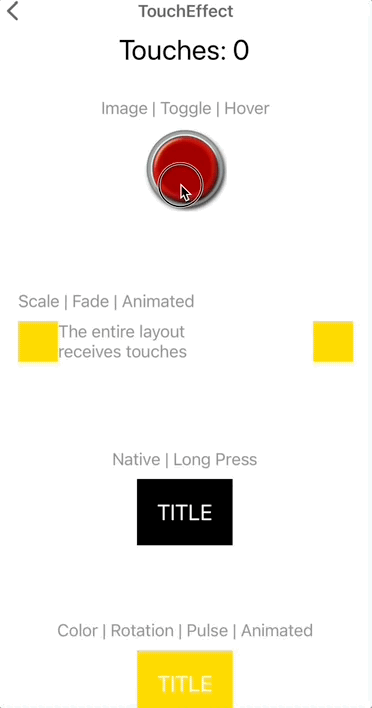 TouchEffect
Touches: 0
Image | Toggle | Hover
Scale | Fade | Animated
The entire layout
receives touches
Native | Long Press
TITLE
Color | Rotation | Pulse | Animated
TITLE